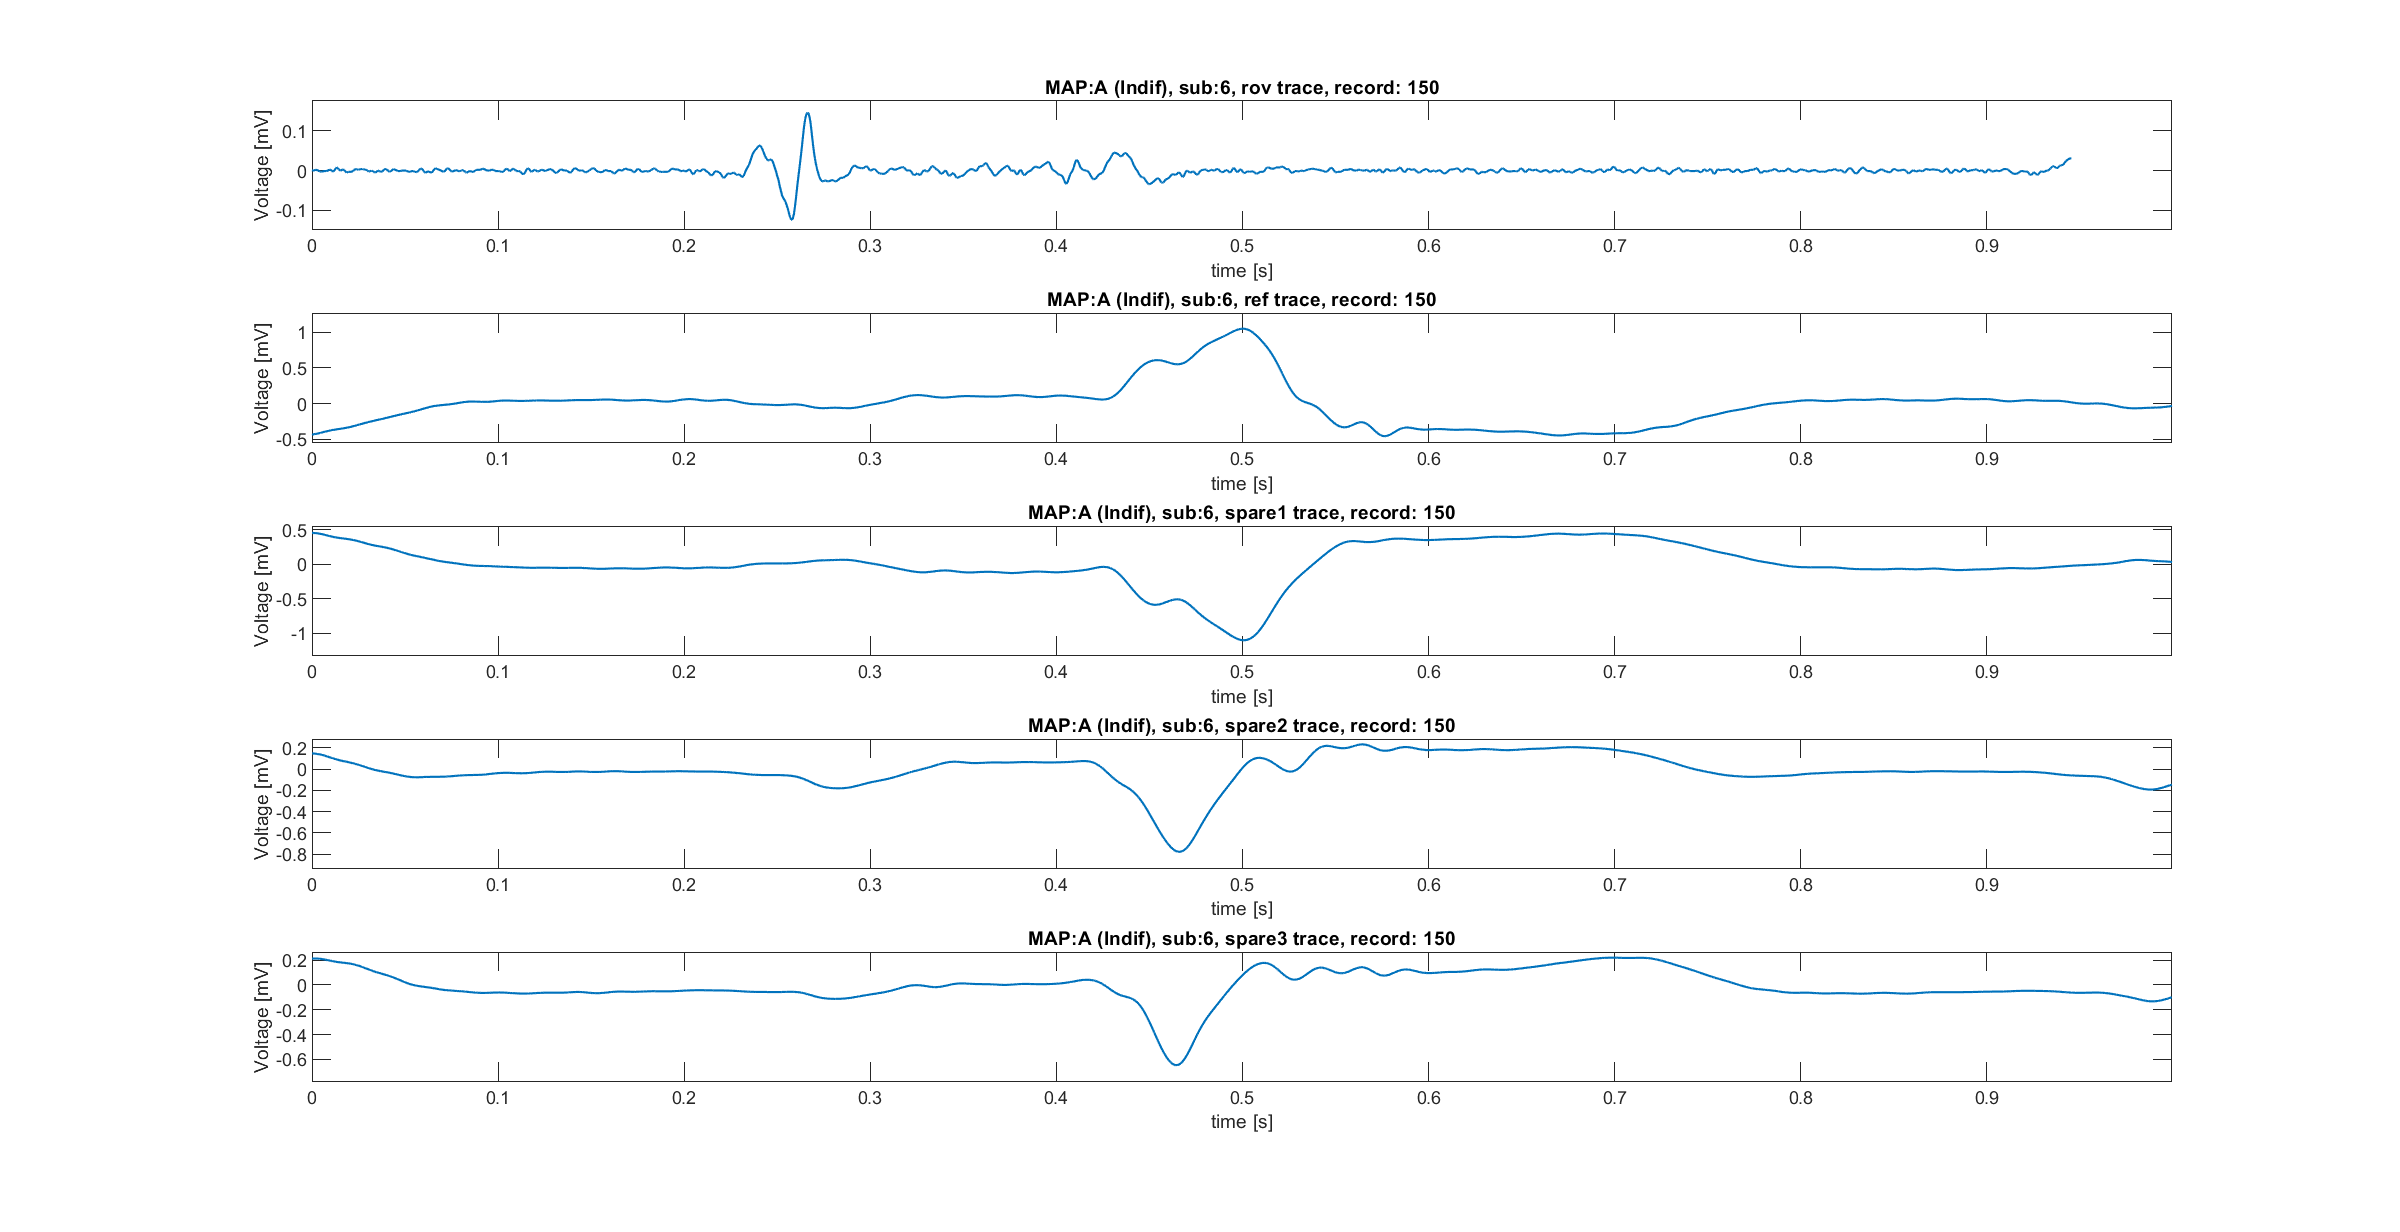 MAP:A (Indif), sub:6, rov trace, record: 150
Voltage [mV]
0.1
0
-0.1
0 0.1 0.2 0.3 0.4 0.5 0.6 0.7 0.8 0.9
time [s]
MAP:A (Indif), sub:6, ref trace, record: 150
Voltage [mV]
1
0.5
0
-0.5
0 0.1 0.2 0.3 0.4 0.5 0.6 0.7 0.8 0.9
time [s]
MAP:A (Indif), sub:6, spare1 trace, record: 150
Voltage [mV]
0.5
0
-0.5
-1
0 0.1 0.2 0.3 0.4 0.5 0.6 0.7 0.8 0.9
time [s]
MAP:A (Indif), sub:6, spare2 trace, record: 150
Voltage [mV]
0.2
0
-0.2
-0.4
-0.6
-0.8
0 0.1 0.2 0.3 0.4 0.5 0.6 0.7 0.8 0.9
time [s]
MAP:A (Indif), sub:6, spare3 trace, record: 150
Voltage [mV]
0.2
0
-0.2
-0.4
-0.6
0 0.1 0.2 0.3 0.4 0.5 0.6 0.7 0.8 0.9
time [s]